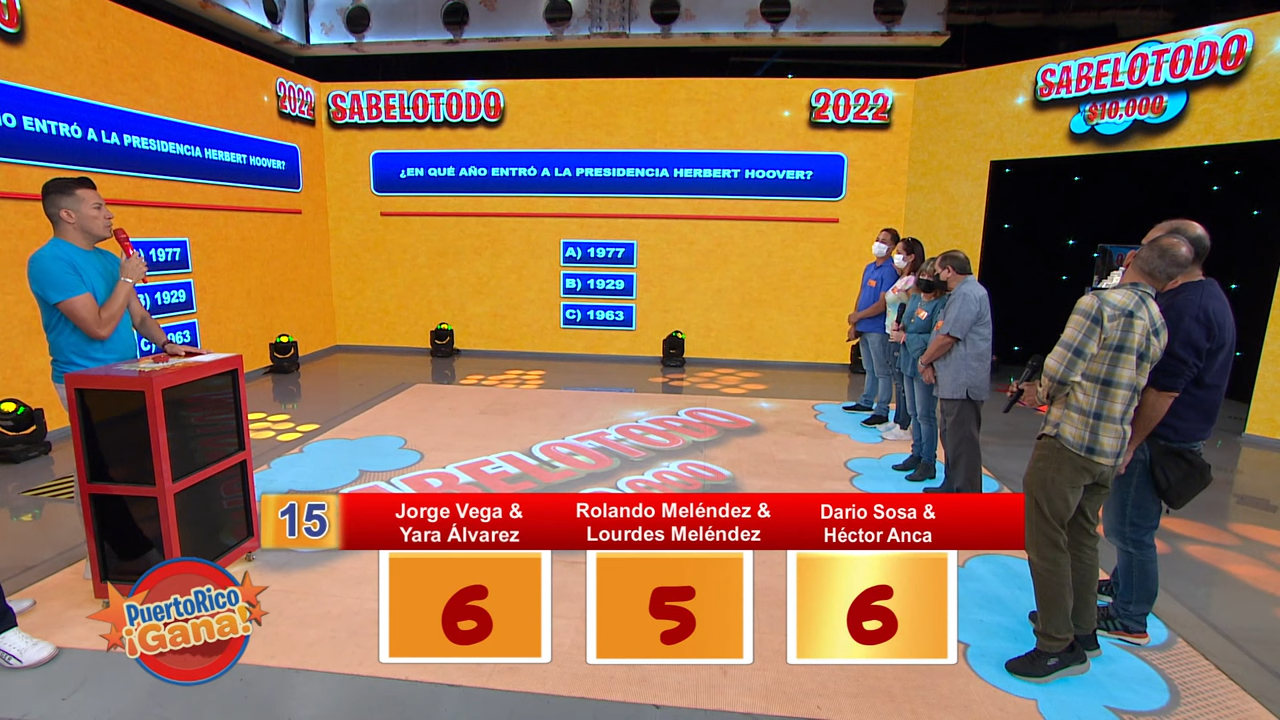 2022
SABELOTODO
2022
SABELOTODO
$10,000
ENTRÓ A LA PRESIDENCIA HERBERT HOOVER?
¿EN QUÉ AÑO ENTRÓ A LA PRESIDENCIA HERBERT HOOVER?
1977
1929
A) 1977
B) 1929
C) 1963
SABELOTODO
15
Jorge Vega &
Yara Álvarez
Rolando Meléndez &
Lourdes Meléndez
Dario Sosa &
Héctor Anca
6
5
6
PuertoRico
¡Gana!